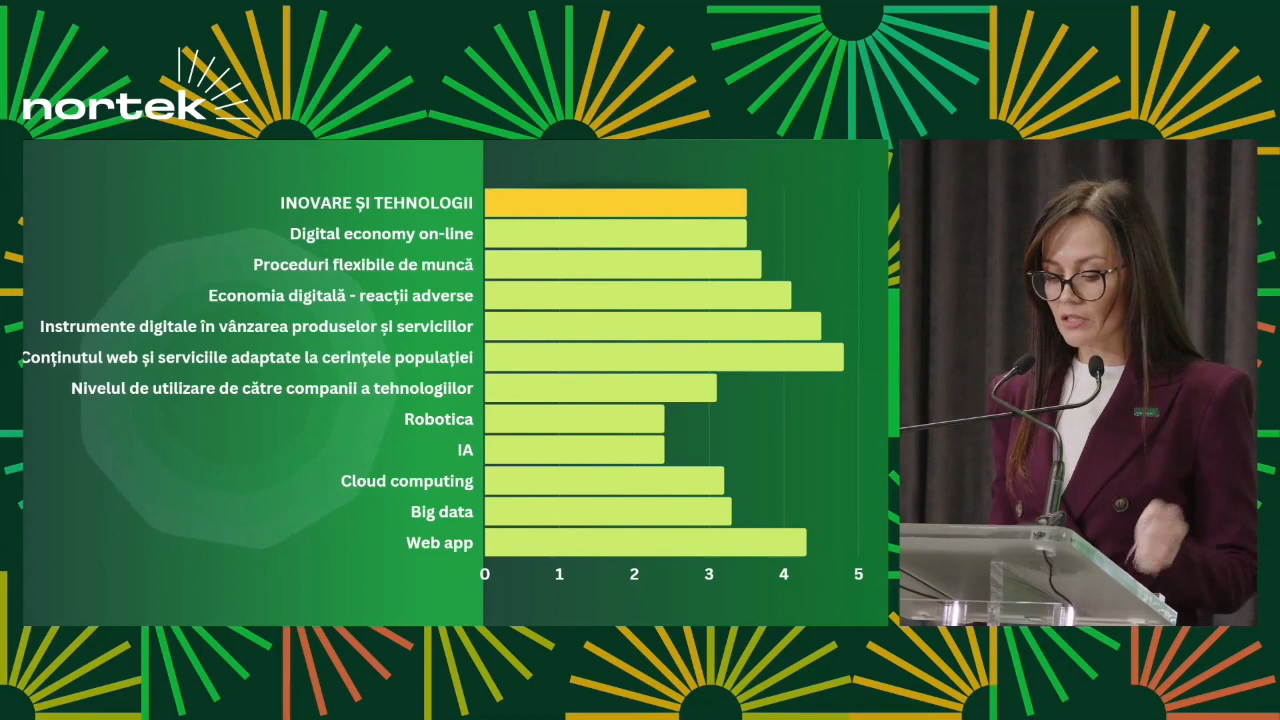 nortek
INOVARE ȘI TEHNOLOGII
Digital economy on-line
Proceduri flexibile de muncă
Economia digitală - reacții adverse
Instrumente digitale în vânzarea produselor și serviciilor
Conținutul web și serviciile adaptate la cerințele populației
Nivelul de utilizare de către companii a tehnologiilor
Robotica
IA
Cloud computing
Big data
Web app
0 1 2 3 4 5